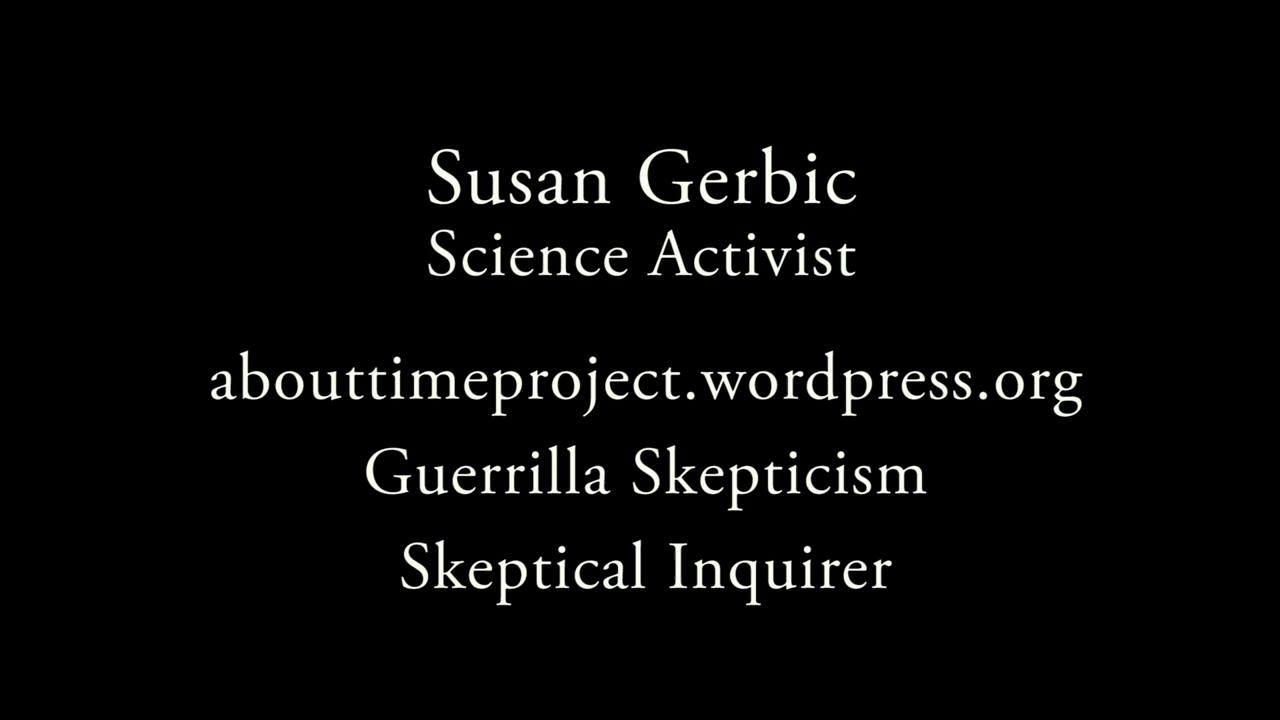 Susan Gerbic
Science Activist
abouttimeproject.wordpress.org
Guerrilla Skepticism
Skeptical Inquirer